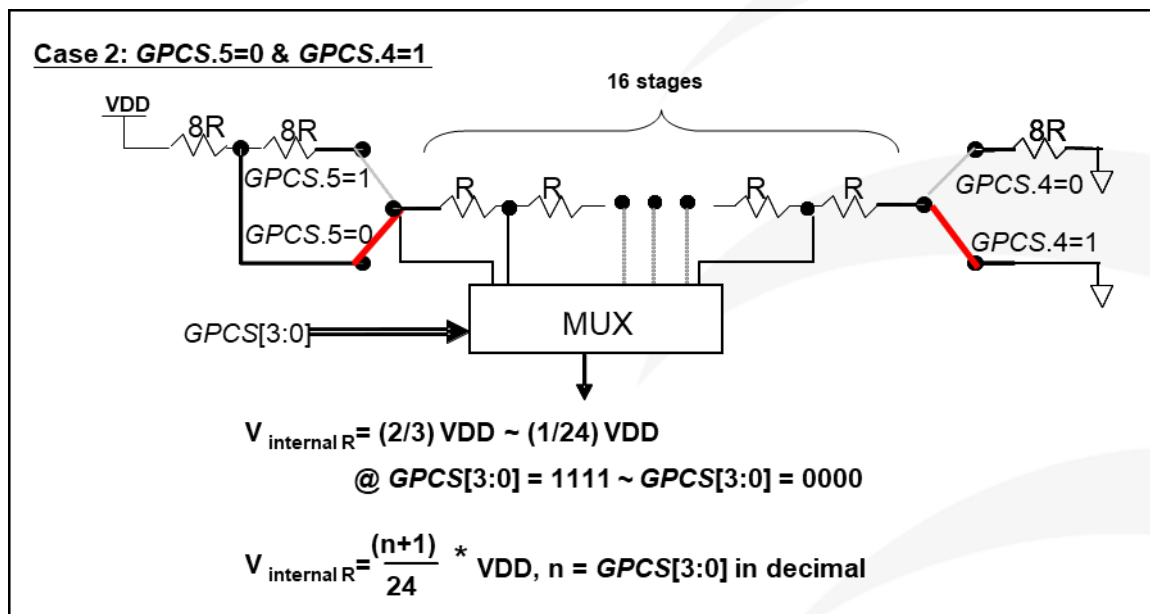 Case 2: GPCS.5=0 & GPCS.4=1
16 stages
VDD
8R
8R
8R
GPCS.5=1
R
R
R
R
GPCS.4=0
GPCS.5=0
GPCS.4=1
MUX
GPCS[3:0]
V internal R= (2/3) VDD ~ (1/24) VDD
@ GPCS[3:0] = 1111 ~ GPCS[3:0] = 0000
V internal R= (n+1)/24 * VDD, n = GPCS[3:0] in decimal